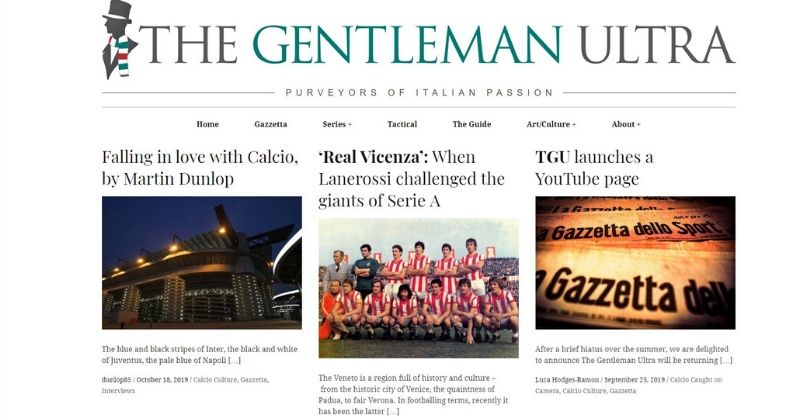 THE GENTLEMAN ULTRA
PURVEYORS OF ITALIAN PASSION
Home Gazzetta Series + Tactical The Guide Art/Culture + About +
Falling in love with Calcio,
by Martin Dunlop
The blue and black stripes of Inter, the black and white
of Juventus, the pale blue of Napoli […]
dunlop85 / October 18, 2019 / Calcio Culture, Gazzetta,
Interviews
‘Real Vicenza’: When
Lanerossi challenged the
giants of Serie A
The Veneto is a region full of history and culture –
from the historic city of Venice, the quaintness of
Padua, to fair Verona. In footballing terms, recently it
has been the latter […]
TGU launches a
YouTube page
a Gazzetta dello
a Gazzetta dello Sport
a Gazzetta dell
After a brief hiatus over the summer, we are delighted
to announce The Gentleman Ultra will be returning […]
Luca Hodges-Ramon / September 25, 2019 / Calcio Caught on
Camera, Calcio Culture, Gazzetta